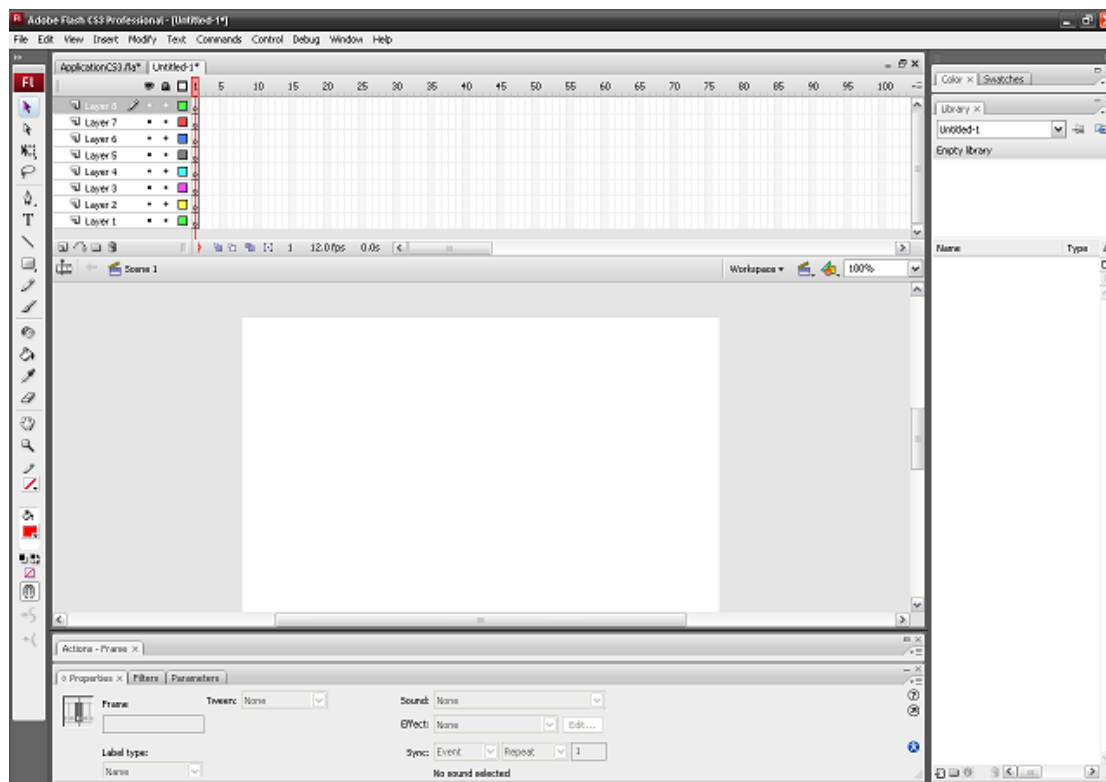 Adobe Flash CS3 Professional - [Untitled-1*]
File Edit View Insert Modify Text Commands Control Debug Window Help
ApplicationCS3.fla* Untitled-1*
Fl
1 5 10 15 20 25 30 35 40 45 50 55 60 65 70 75 80 85 90 95 100
Layer 8
Layer 7
Layer 6
Layer 5
Layer 4
Layer 3
Layer 2
Layer 1
1 12.0 fps 0.0s
Scene 1 Workspace 100%
Color × Swatches
Library ×
Untitled-1
Empty library
Name Type
Actions - Frame ×
Properties × Filters Parameters
Frame Tween: None Sound: None
Effect: None Edit...
Label type: Sync: Event Repeat 1
Name No sound selected